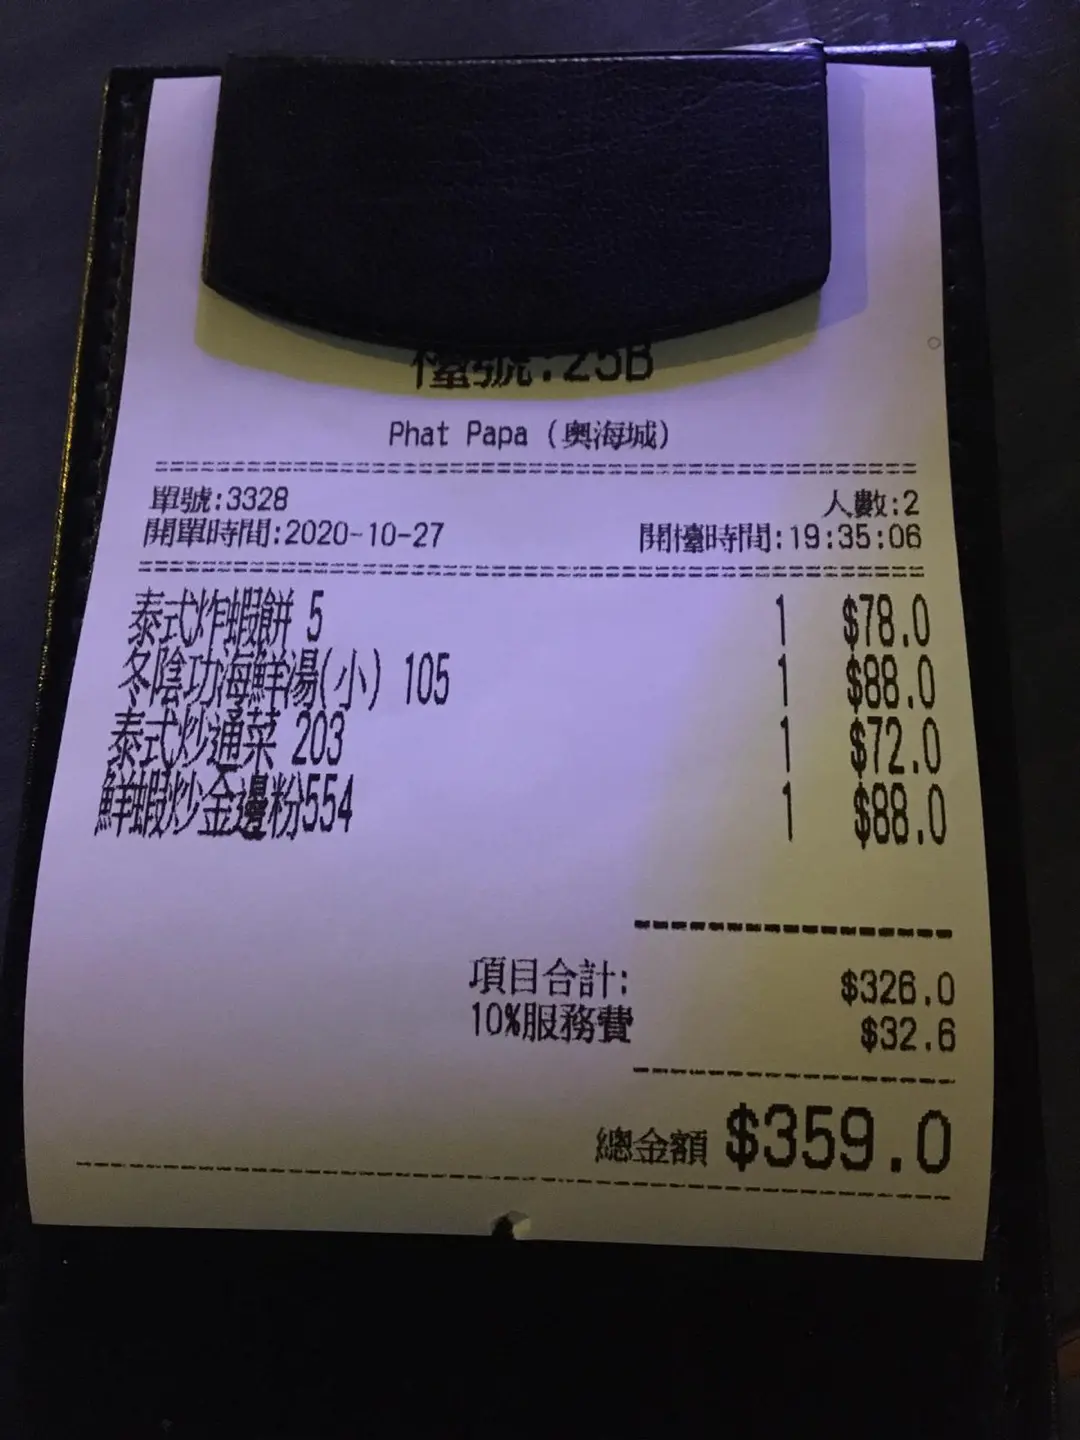 檯號:25B
Phat Papa (奧海城)
單號:3328 人數:2
開單時間:2020-10-27 開檯時間:19:35:06
泰式炸蝦餅 5 1 $78.0
冬陰功海鮮湯(小) 105 1 $88.0
泰式炒通菜 203 1 $72.0
鮮蝦炒金邊粉554 1 $88.0
項目合計: $326.0
10%服務費 $32.6
總金額 $359.0